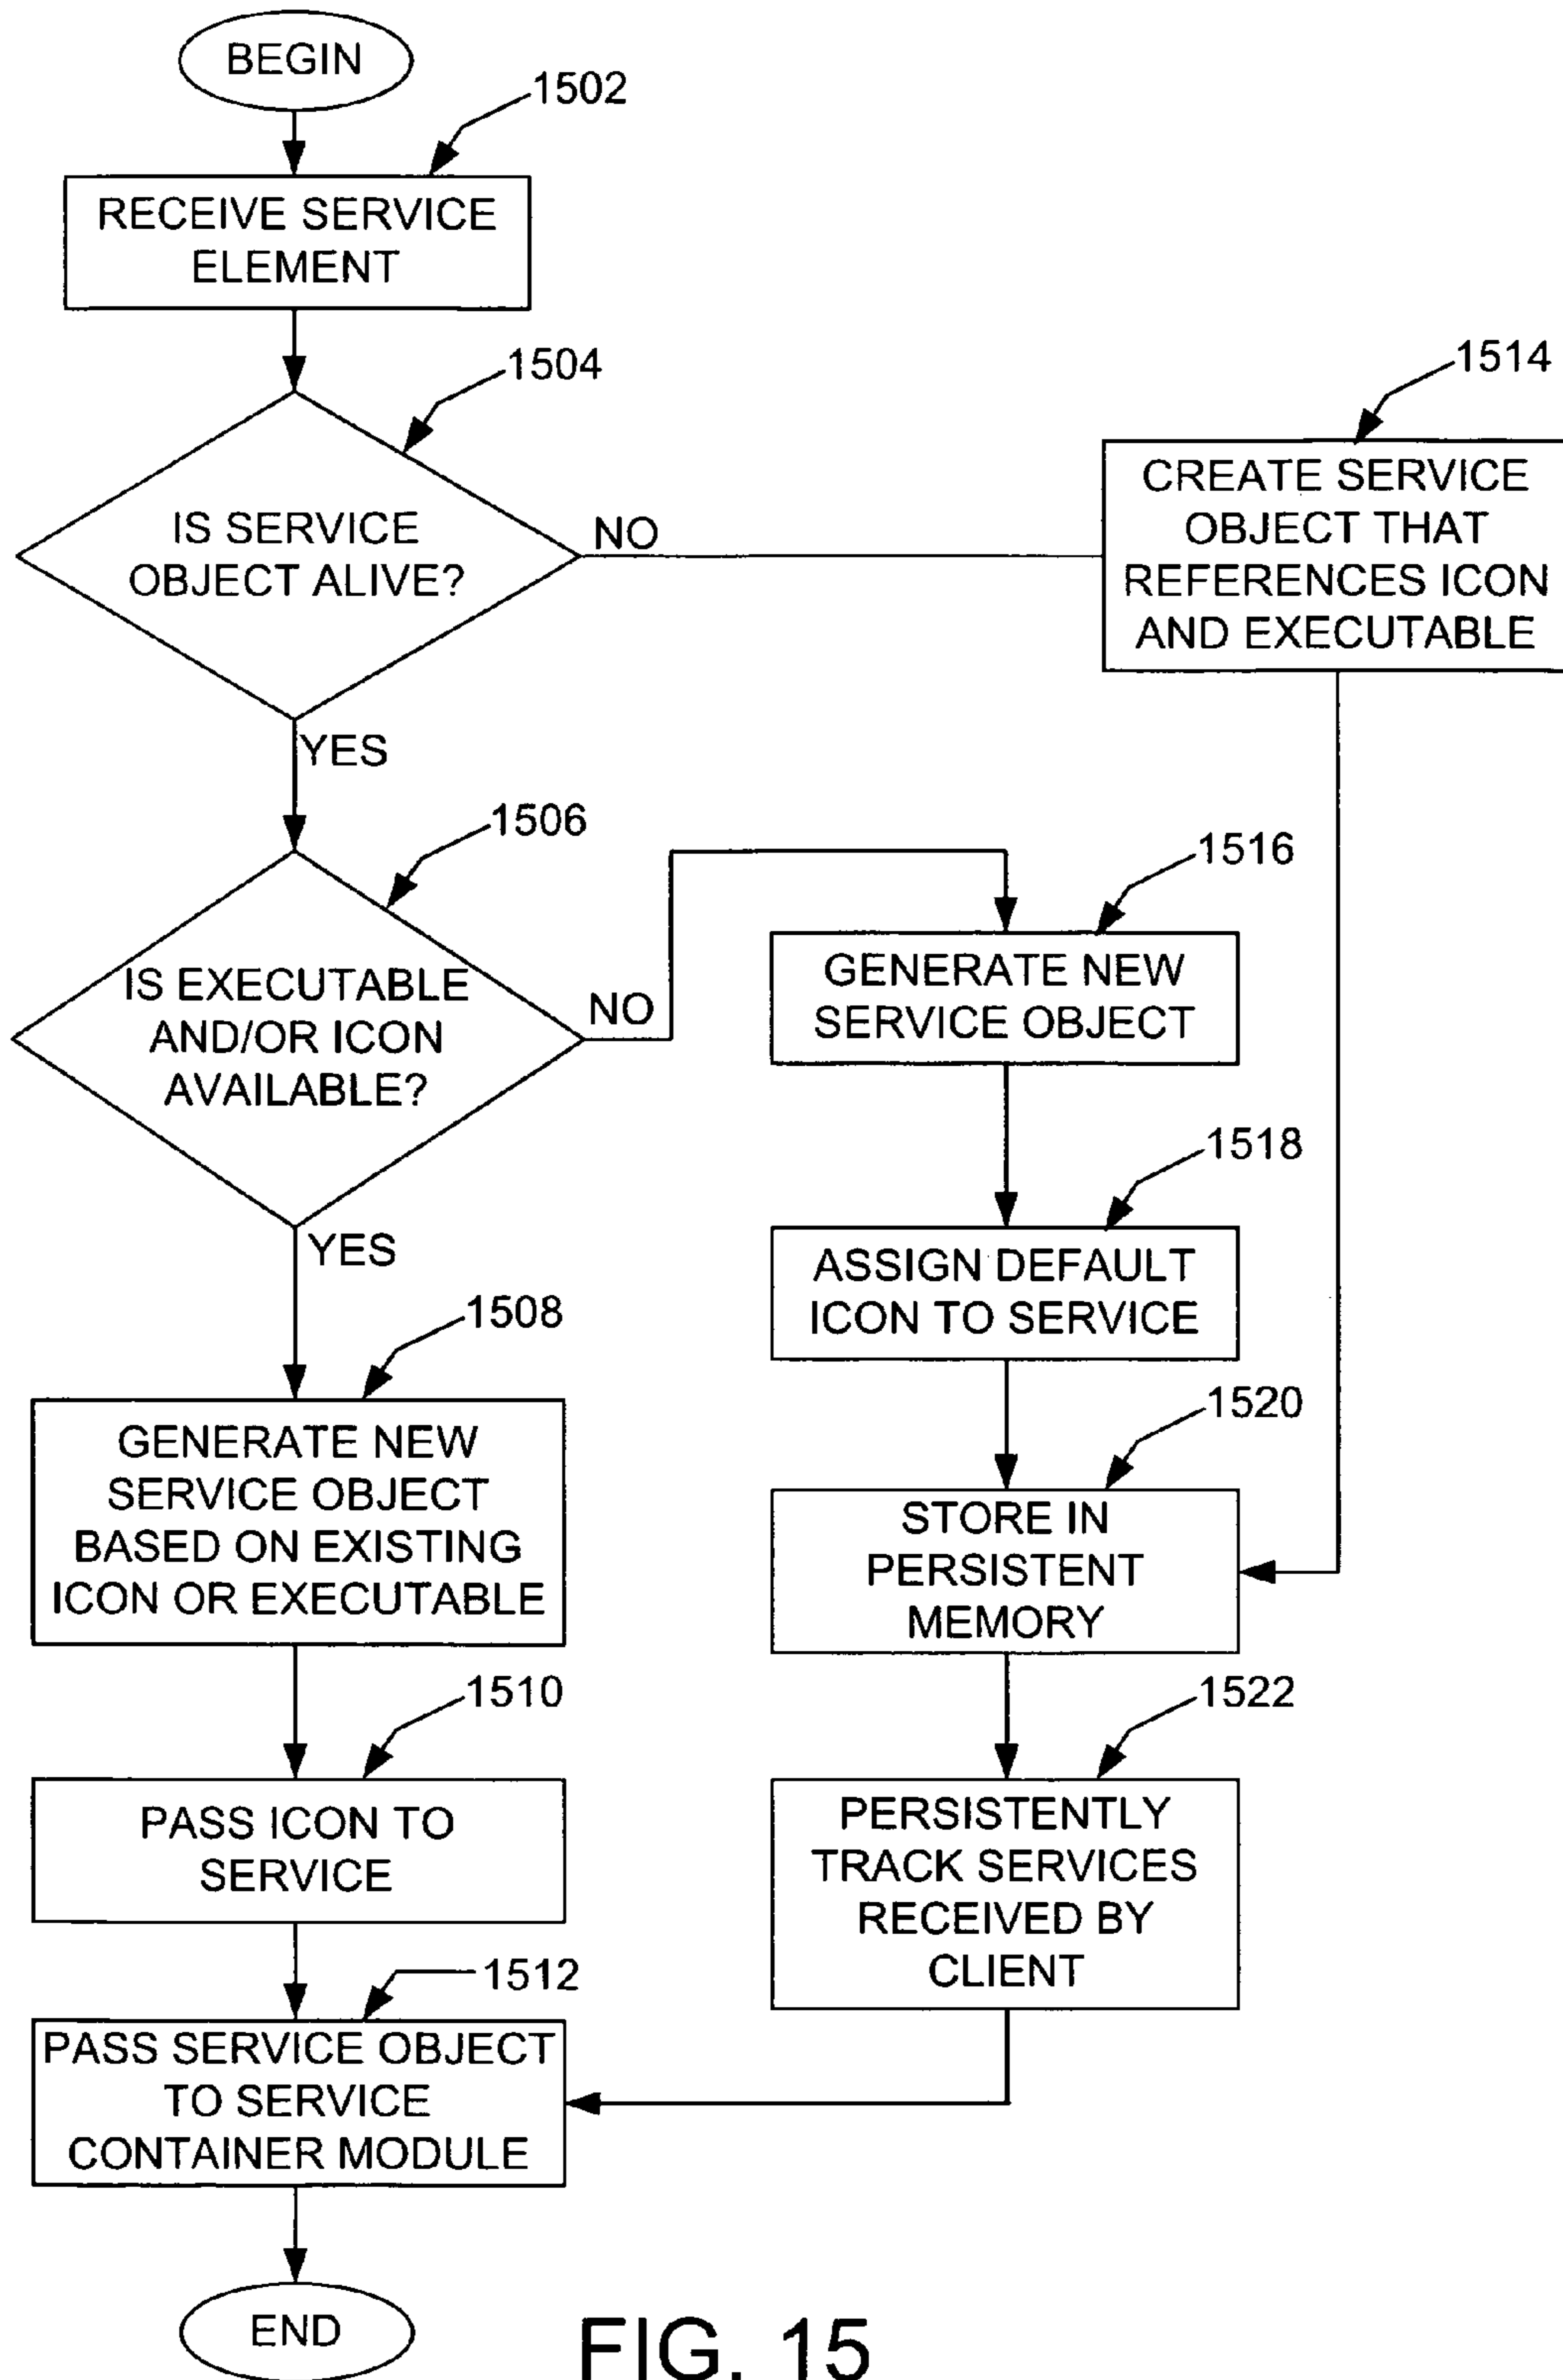 BEGIN
1502
RECEIVE SERVICE
ELEMENT
1504
IS SERVICE
OBJECT ALIVE?
NO
YES
1514
CREATE SERVICE
OBJECT THAT
REFERENCES ICON
AND EXECUTABLE
1506
IS EXECUTABLE
AND/OR ICON
AVAILABLE?
NO
YES
1516
GENERATE NEW
SERVICE OBJECT
1518
ASSIGN DEFAULT
ICON TO SERVICE
1508
GENERATE NEW
SERVICE OBJECT
BASED ON EXISTING
ICON OR EXECUTABLE
1520
STORE IN
PERSISTENT
MEMORY
1510
PASS ICON TO
SERVICE
1522
PERSISTENTLY
TRACK SERVICES
RECEIVED BY
CLIENT
1512
PASS SERVICE OBJECT
TO SERVICE
CONTAINER MODULE
END
FIG. 15